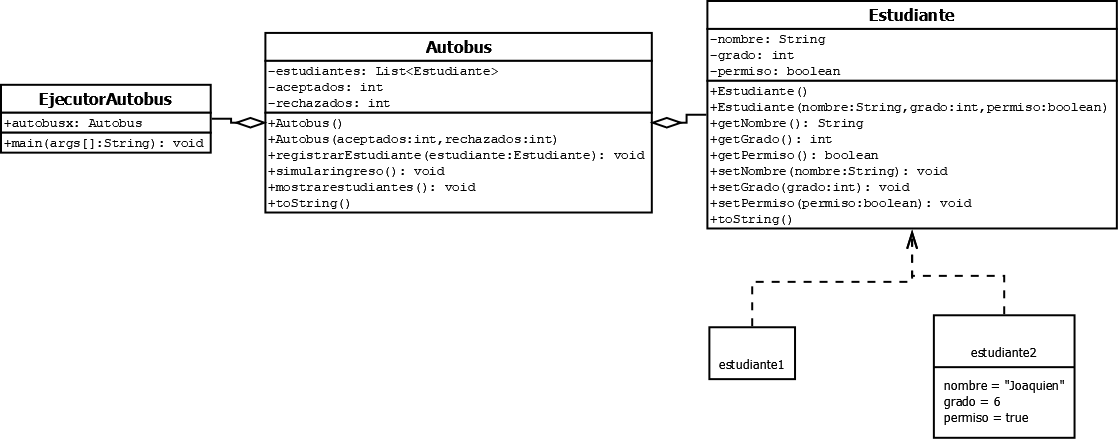 EjecutorAutobus
+autobusx: Autobus
+main(args[]:String): void
Autobus
-estudiantes: List<Estudiante>
-aceptados: int
-rechazados: int
+Autobus()
+Autobus(aceptados:int,rechazados:int)
+registrarEstudiante(estudiante:Estudiante): void
+simularingreso(): void
+mostrarestudiantes(): void
+toString()
Estudiante
-nombre: String
-grado: int
-permiso: boolean
+Estudiante()
+Estudiante(nombre:String,grado:int,permiso:boolean)
+getNombre(): String
+getGrado(): int
+getPermiso(): boolean
+setNombre(nombre:String): void
+setGrado(grado:int): void
+setPermiso(permiso:boolean): void
+toString()
estudiante1
estudiante2
nombre = "Joaquien"
grado = 6
permiso = true